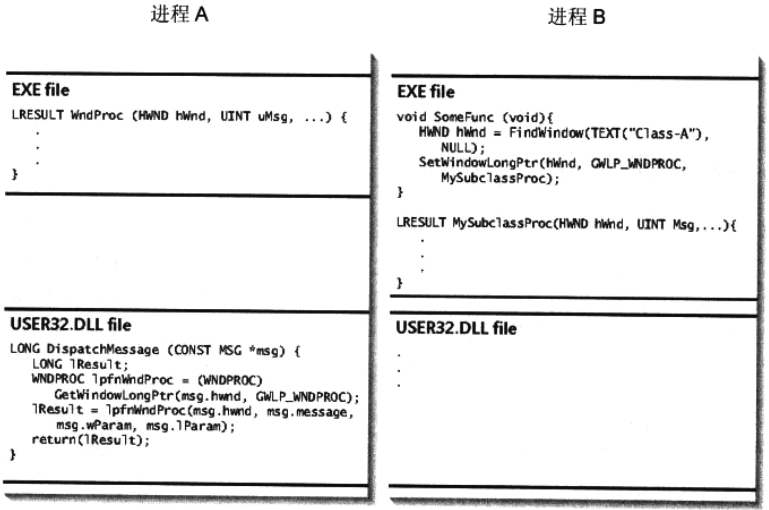 进程 A
EXE file
LRESULT WndProc (HWND hWnd, UINT uMsg, ...) {
.
.
.
}
USER32.DLL file
LONG DispatchMessage (CONST MSG *msg) {
LONG lResult;
WNDPROC lpfnWndProc = (WNDPROC)
GetWindowLongPtr(msg.hwnd, GWLP_WNDPROC);
lResult = lpfnWndProc(msg.hwnd, msg.message,
msg.wParam, msg.lParam);
return(lResult);
}
进程 B
EXE file
void SomeFunc (void){
HWND hWnd = FindWindow(TEXT("Class-A"),
NULL);
SetWindowLongPtr(hWnd, GWLP_WNDPROC,
MySubclassProc);
}
LRESULT MySubclassProc(HWND hWnd, UINT Msg,...){
.
.
.
}
USER32.DLL file
.
.
.